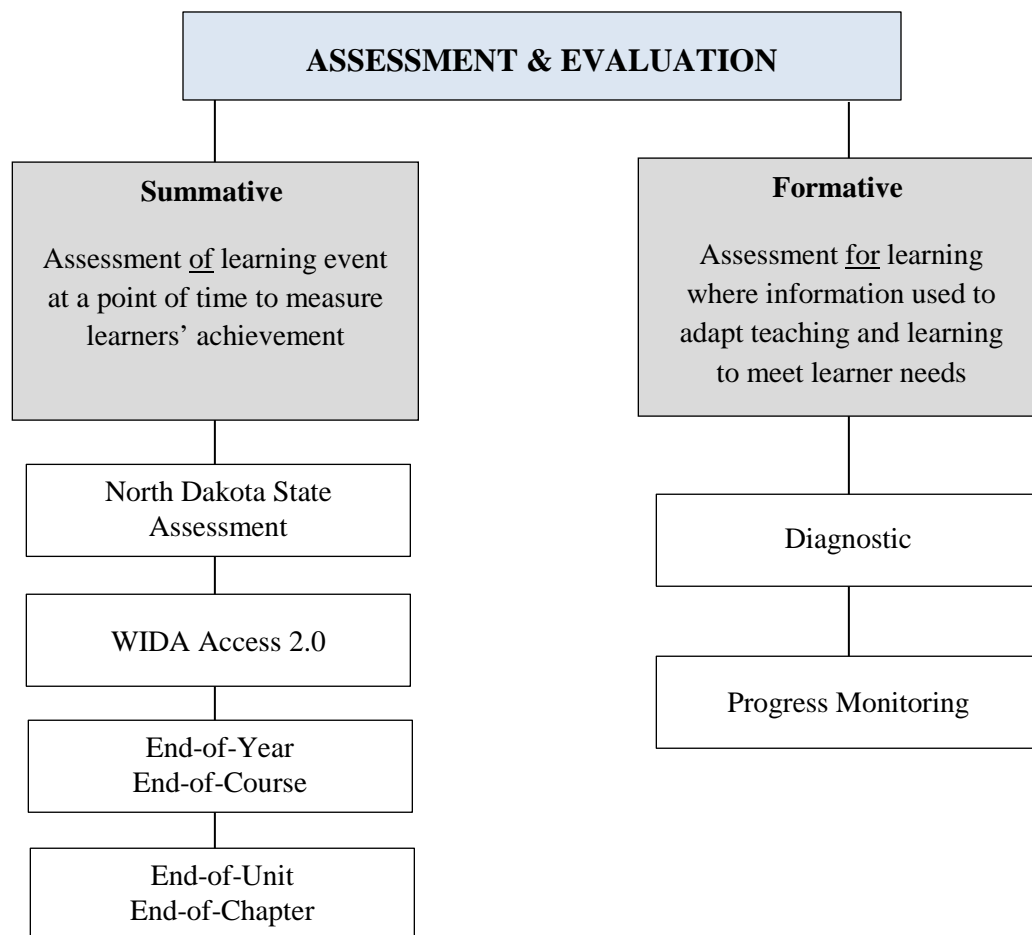 ASSESSMENT & EVALUATION
Summative
Assessment of learning event
at a point of time to measure
learners’ achievement
North Dakota State
Assessment
WIDA Access 2.0
End-of-Year
End-of-Course
End-of-Unit
End-of-Chapter
Formative
Assessment for learning
where information used to
adapt teaching and learning
to meet learner needs
Diagnostic
Progress Monitoring